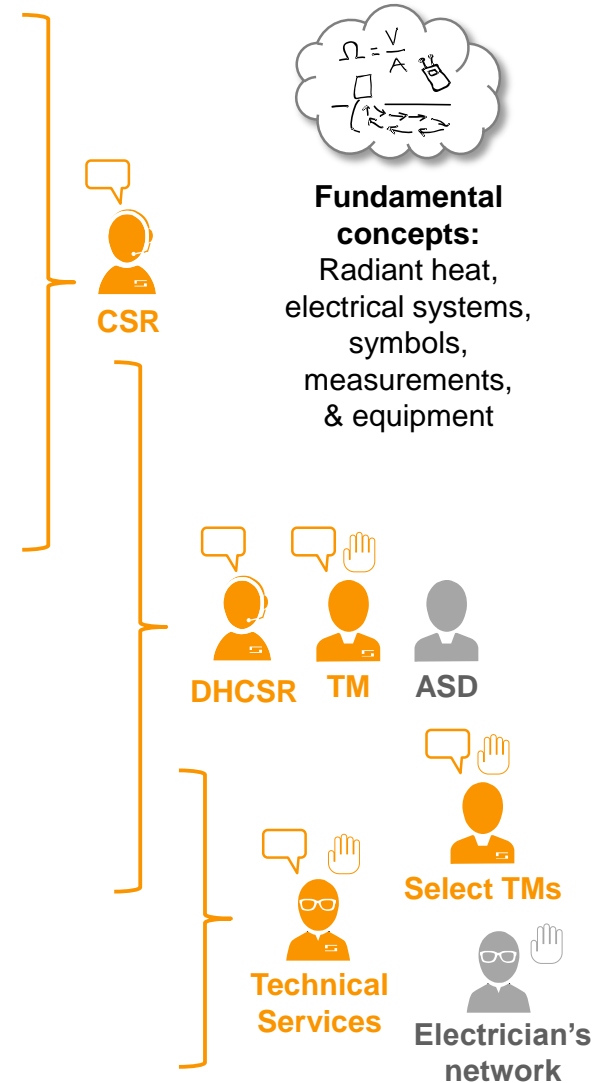 Ω = V
A
Fundamental
concepts:
Radiant heat,
electrical systems,
symbols,
measurements,
& equipment
CSR
DHCSR
TM
ASD
Select TMs
Technical
Services
Electrician's
network